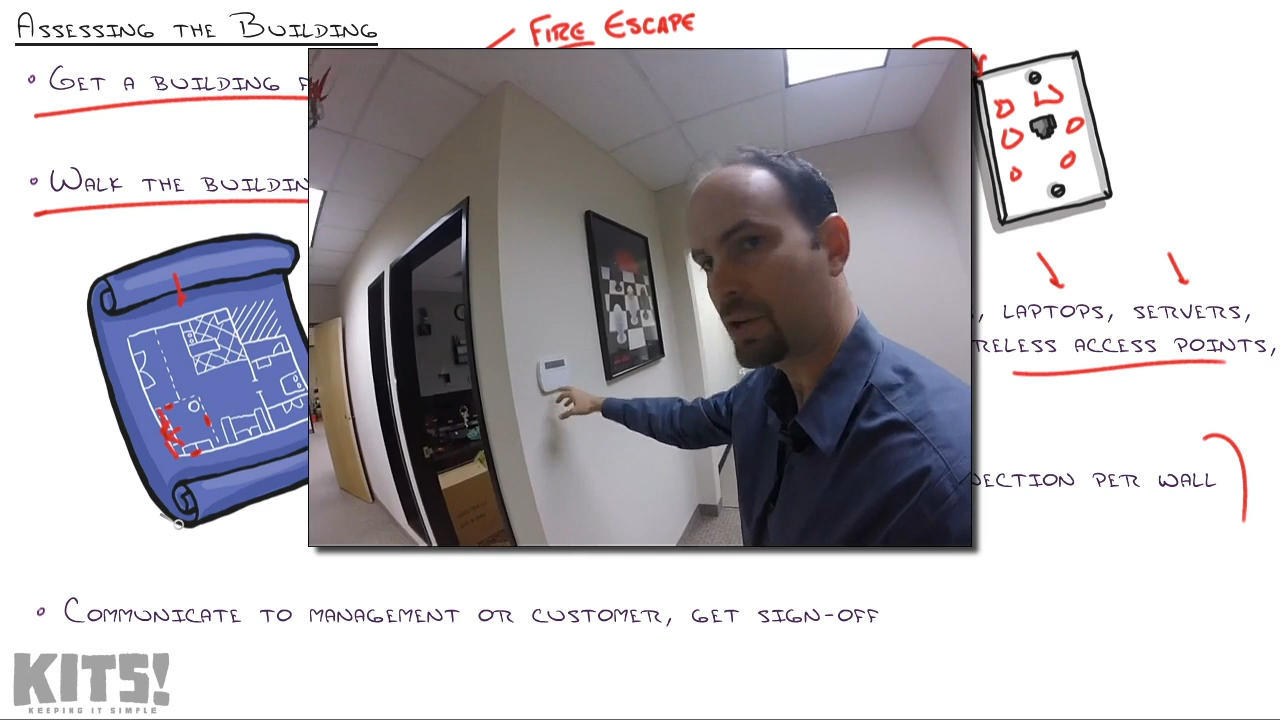 Assessing the Building
Fire Escape
• Get a building
• Walk the buildin
, laptops, servers,
reless access points,
nection per wall
• Communicate to management or customer, get sign-off
KITS!
KEEPING IT SIMPLE